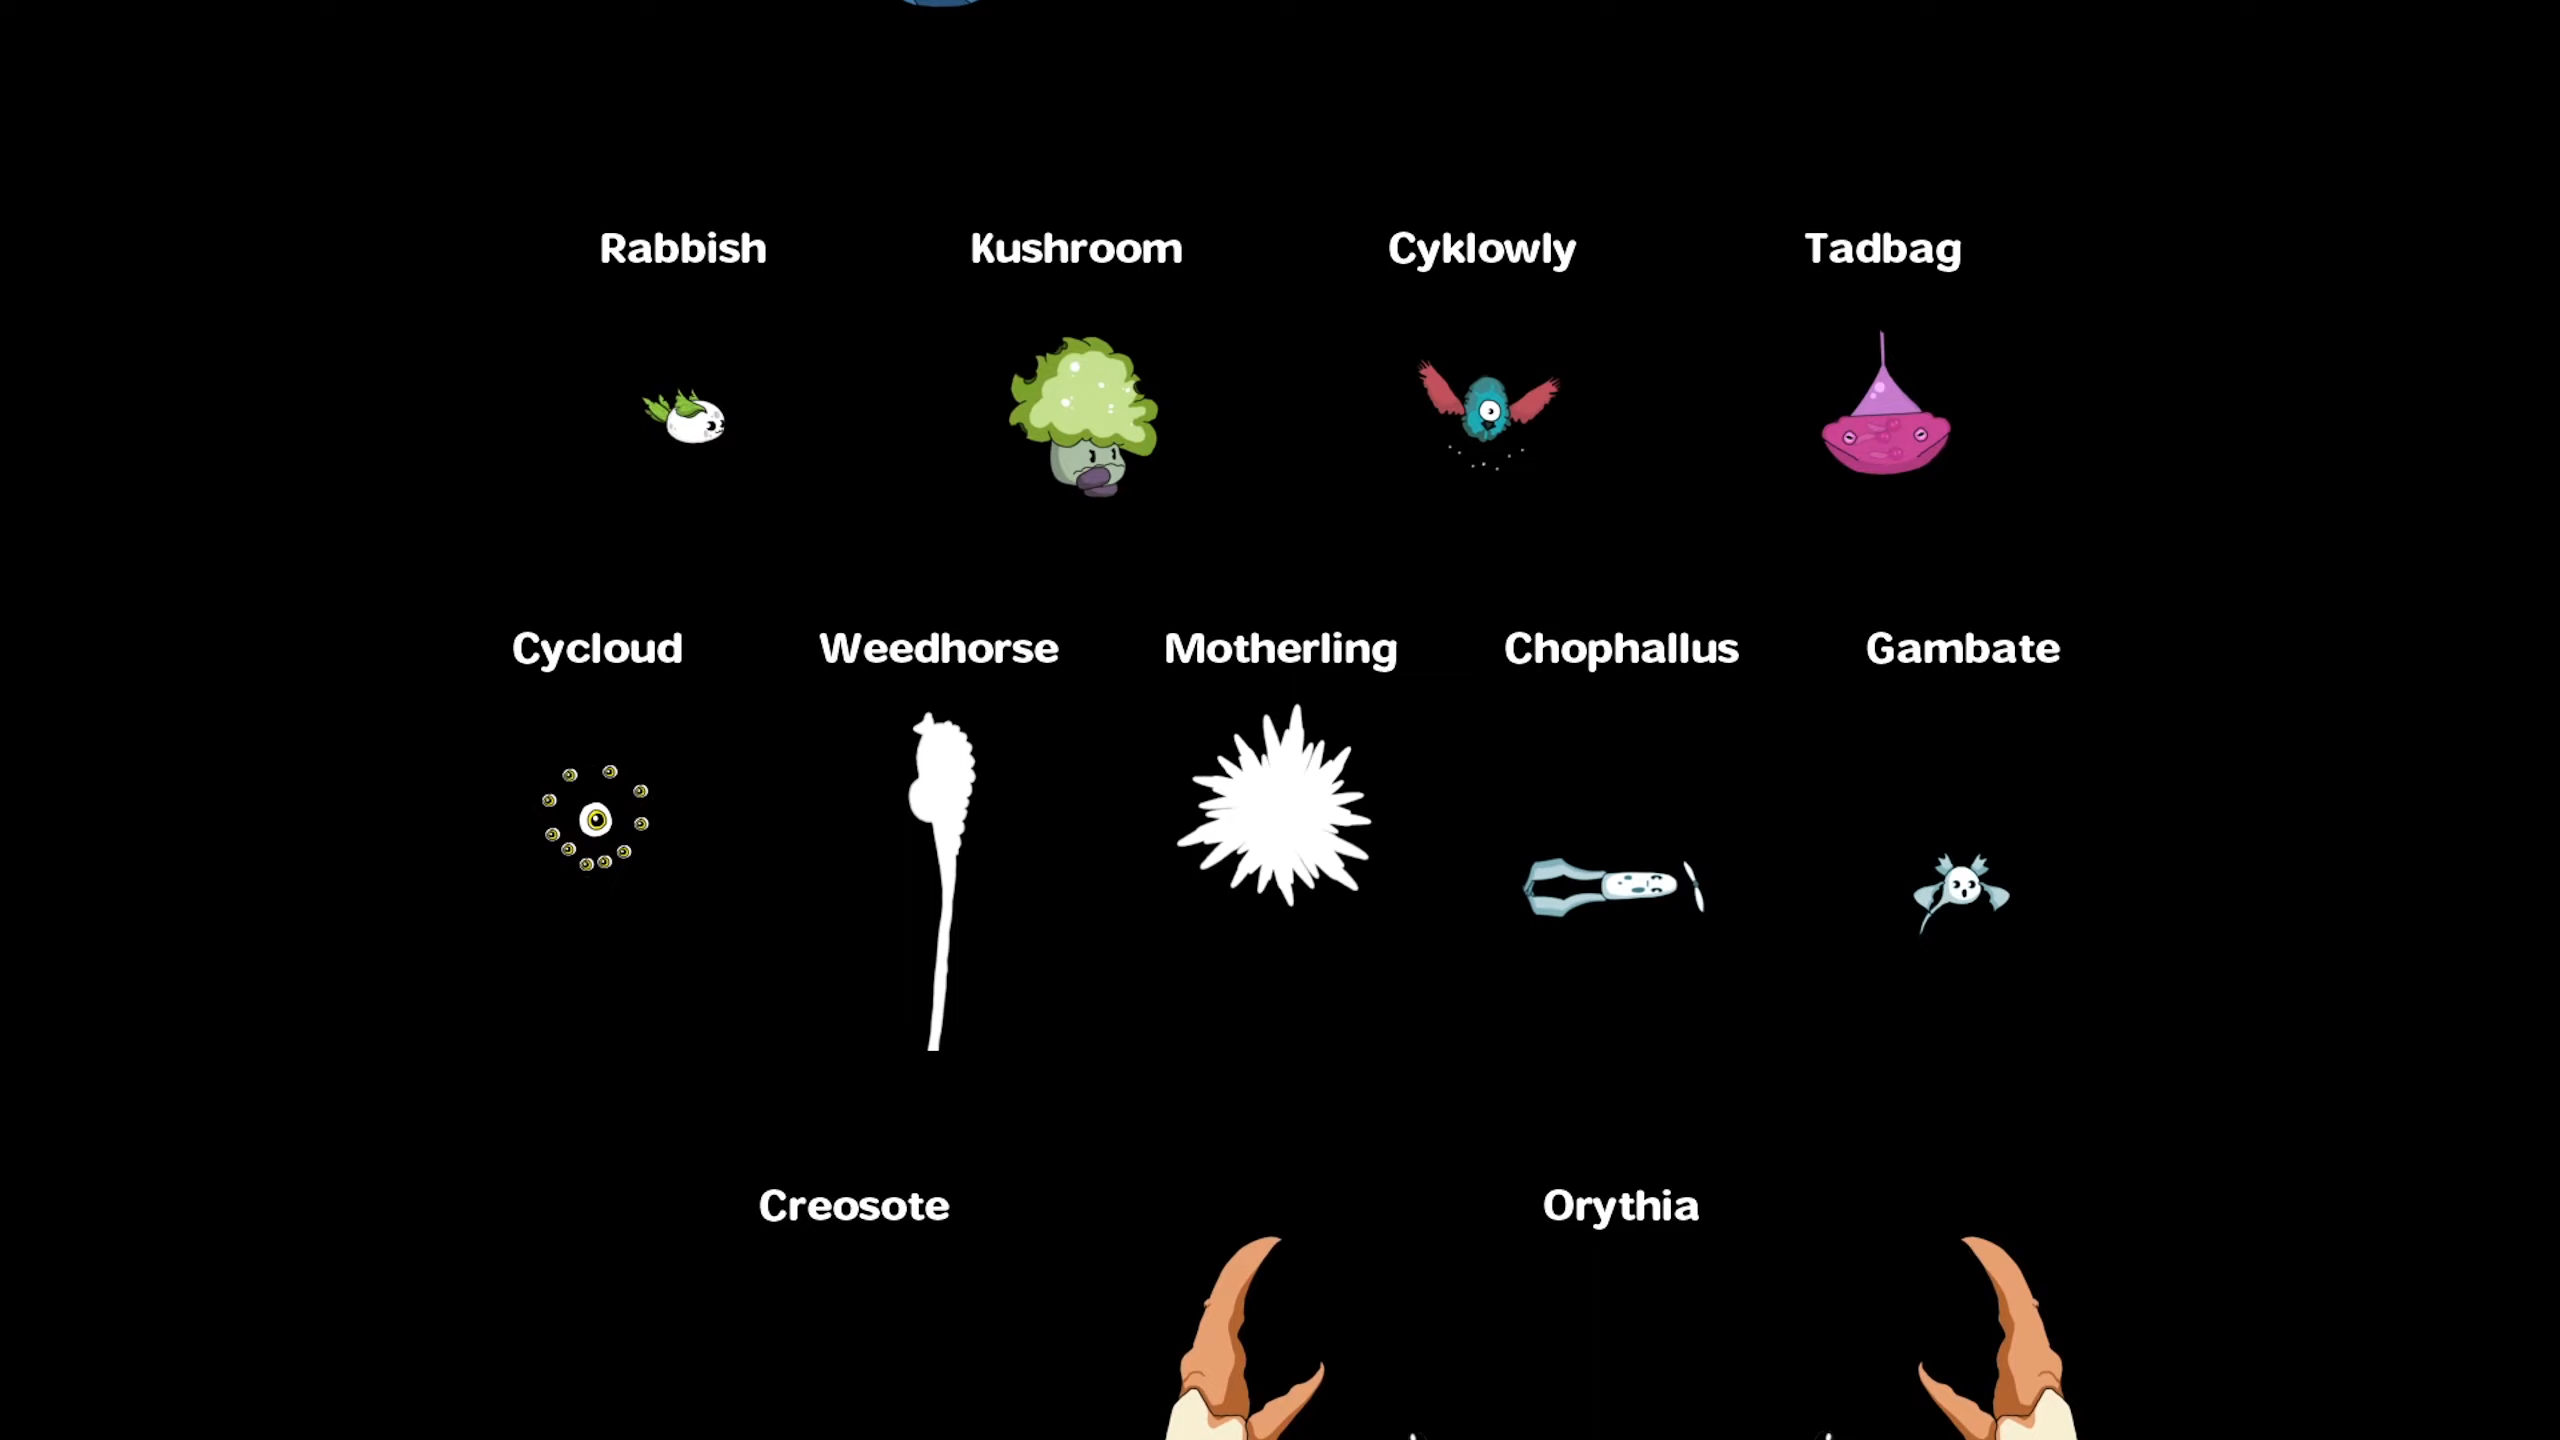 Rabbish Kushroom Cyklowly Tadbag
Cycloud Weedhorse Motherling Chophallus Gambate
Creosote Orythia